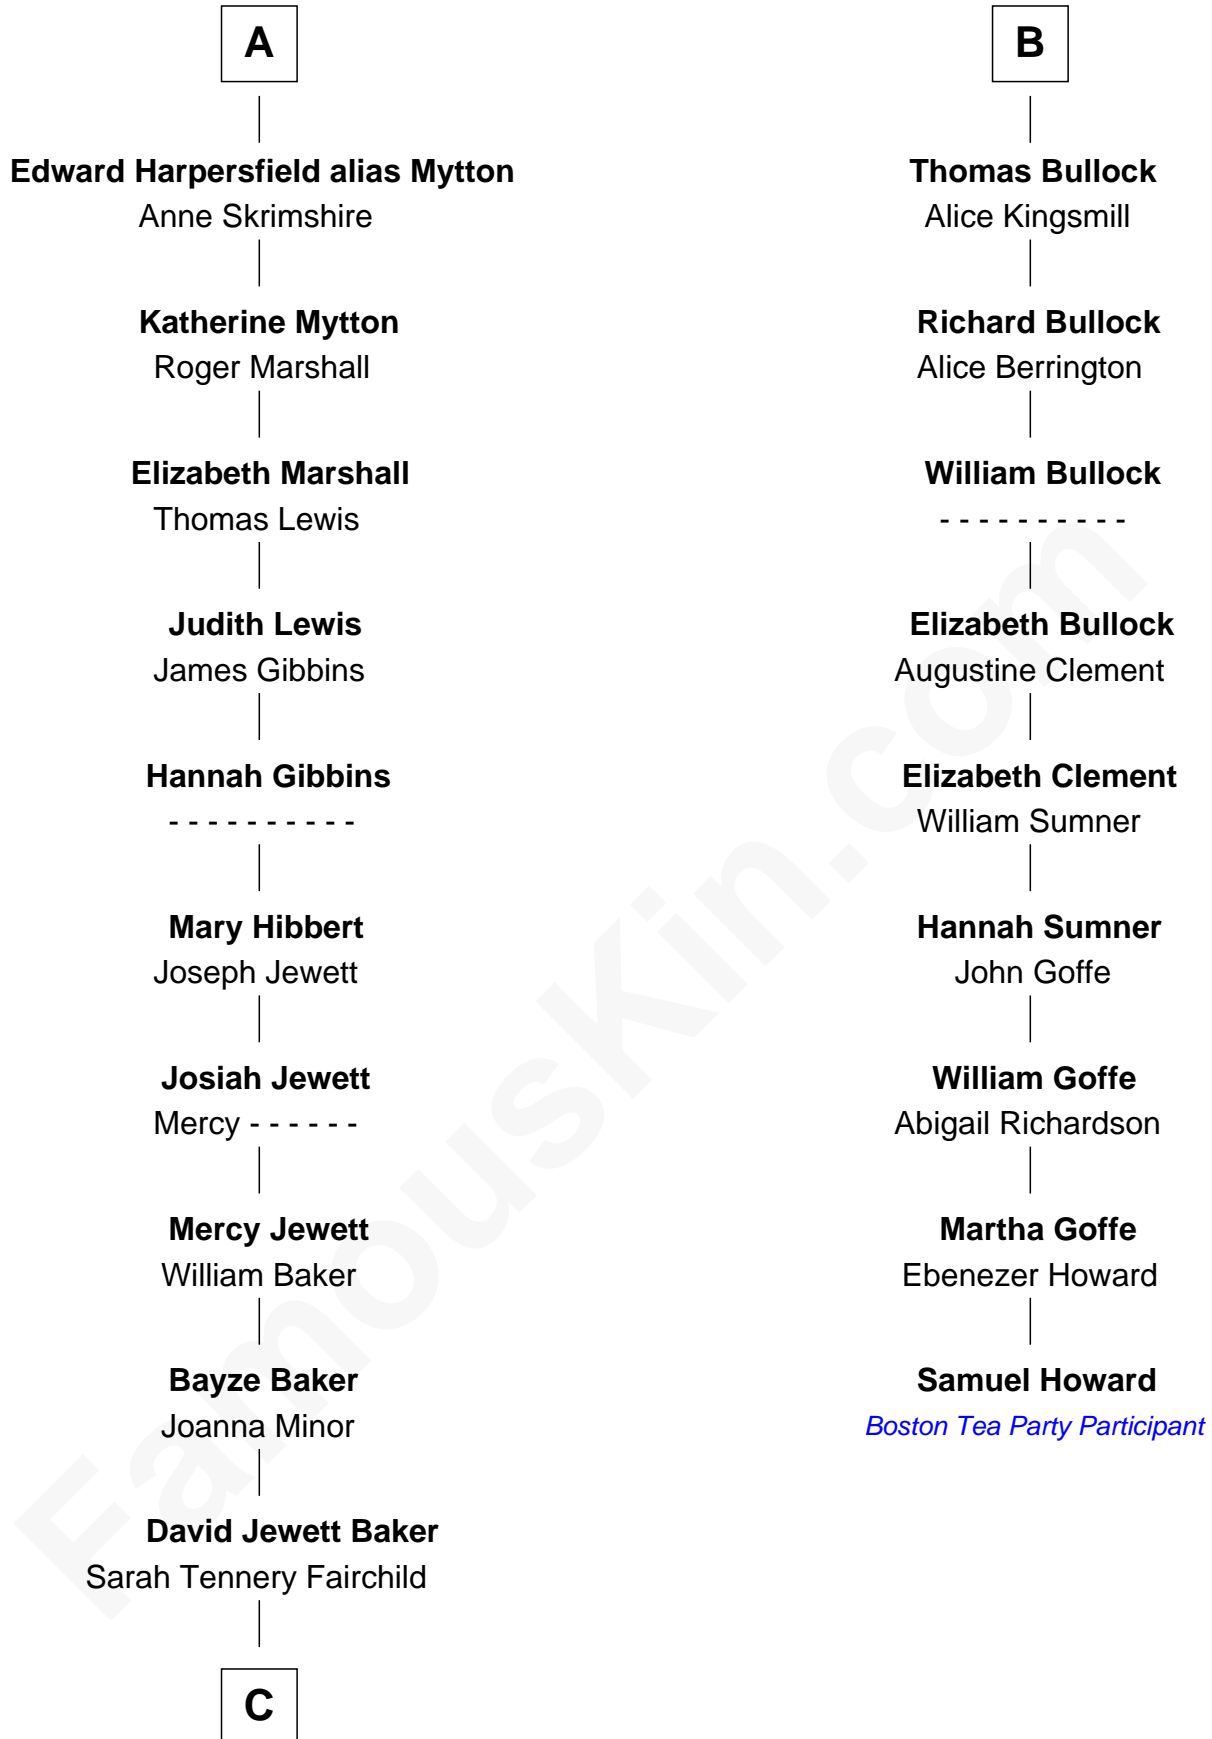 A
Edward Harpersfield alias Mytton
Anne Skrimshire
Katherine Mytton
Roger Marshall
Elizabeth Marshall
Thomas Lewis
Judith Lewis
James Gibbins
Hannah Gibbins
- - - - - - - - - -
Mary Hibbert
Joseph Jewett
Josiah Jewett
Mercy - - - - - -
Mercy Jewett
William Baker
Bayze Baker
Joanna Minor
David Jewett Baker
Sarah Tennery Fairchild
C
B
Thomas Bullock
Alice Kingsmill
Richard Bullock
Alice Berrington
William Bullock
- - - - - - - - - -
Elizabeth Bullock
Augustine Clement
Elizabeth Clement
William Sumner
Hannah Sumner
John Goffe
William Goffe
Abigail Richardson
Martha Goffe
Ebenezer Howard
Samuel Howard
Boston Tea Party Participant
FamousKin.com